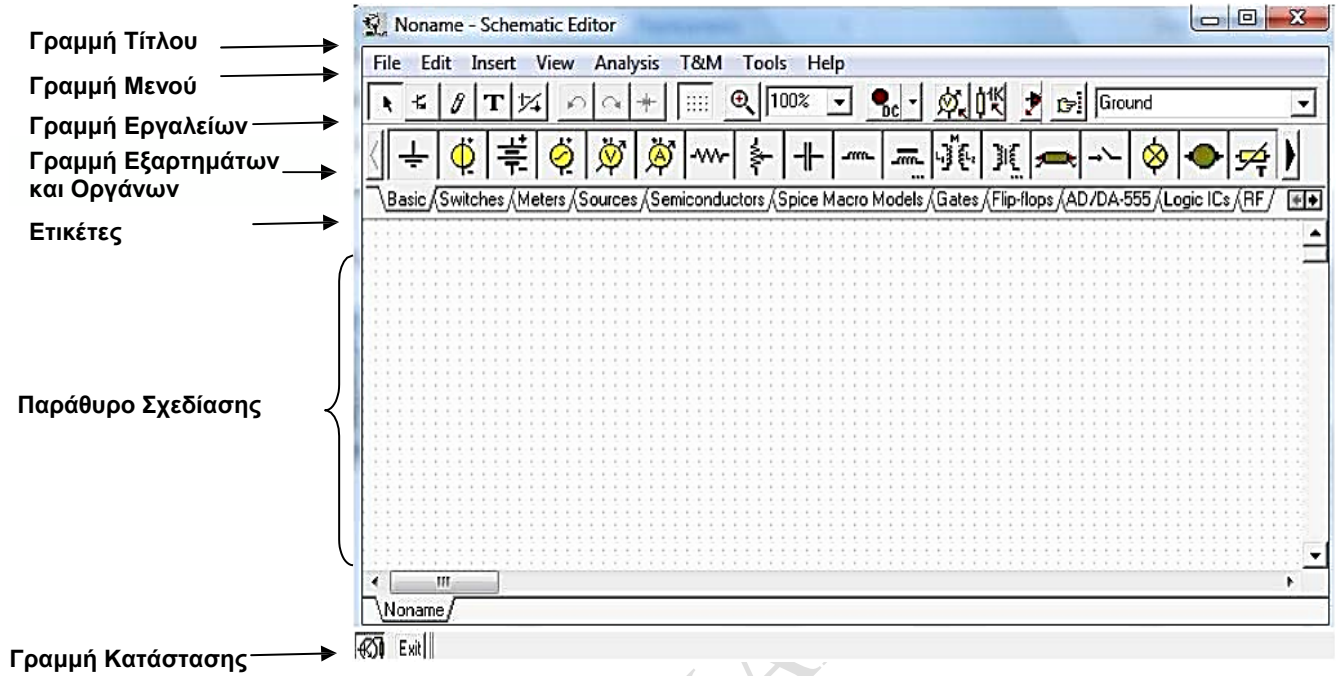 Noname - Schematic Editor
Γραμμή Τίτλου
File Edit Insert View Analysis T&M Tools Help
Γραμμή Μενού
T 100% DC 1K Ground
Γραμμή Εργαλείων
Γραμμή Εξαρτημάτων
και Οργάνων
V A M
Basic Switches Meters Sources Semiconductors Spice Macro Models Gates Flip-flops AD/DA-555 Logic ICs RF
Ετικέτες
Παράθυρο Σχεδίασης
Noname
Exit
Γραμμή Κατάστασης